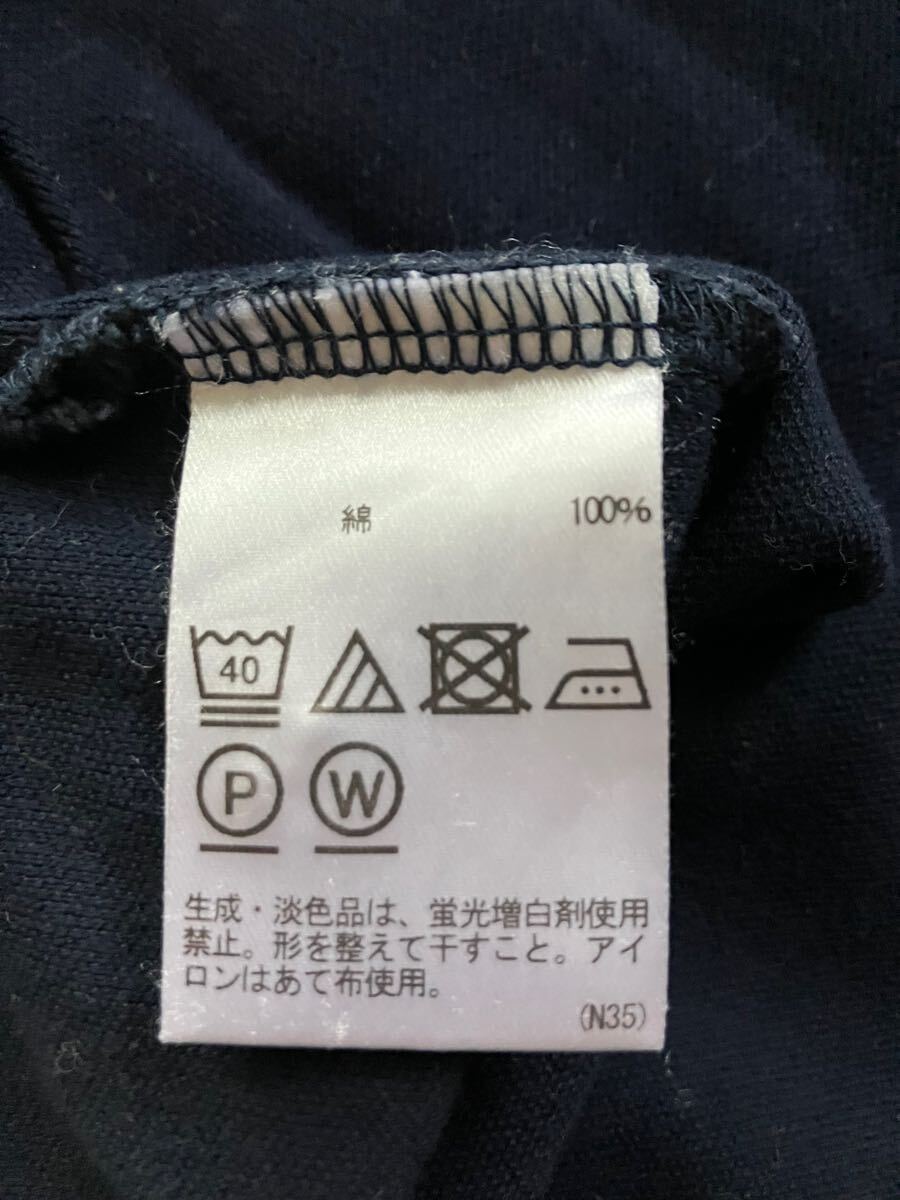 綿 100%
40
P W
生成・淡色品は、蛍光増白剤使用
禁止。形を整えて干すこと。アイ
ロンはあて布使用。
(N35)